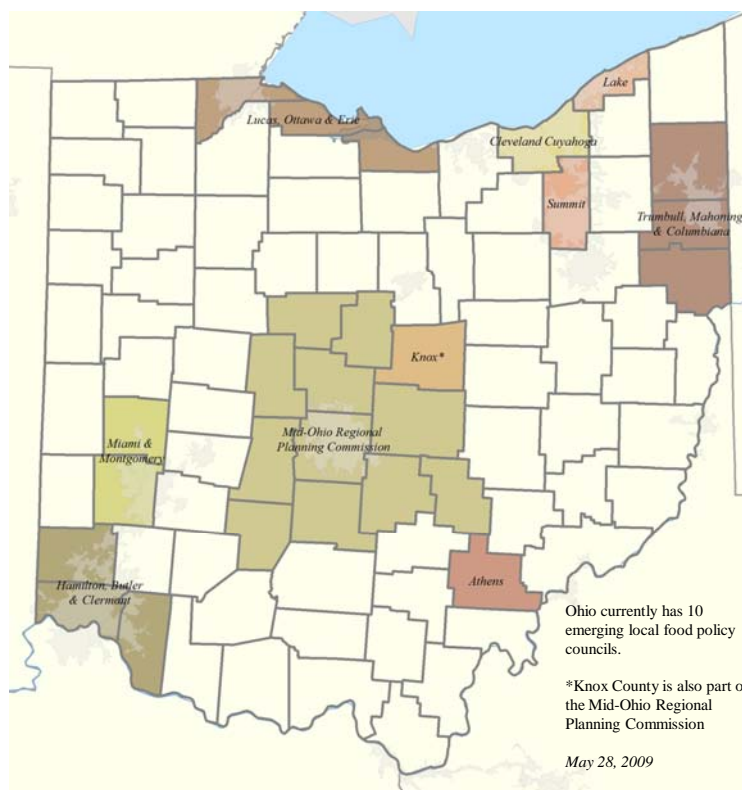 Lake
Lucas, Ottawa & Erie
Cleveland Cuyahoga
Summit
Trumbull, Mahoning
& Columbiana
Knox*
Mid-Ohio Regional
Planning Commission
Miami &
Montgomery
Hamilton, Butler
& Clermont
Athens
Ohio currently has 10
emerging local food policy
councils.
*Knox County is also part o
the Mid-Ohio Regional
Planning Commission
May 28, 2009